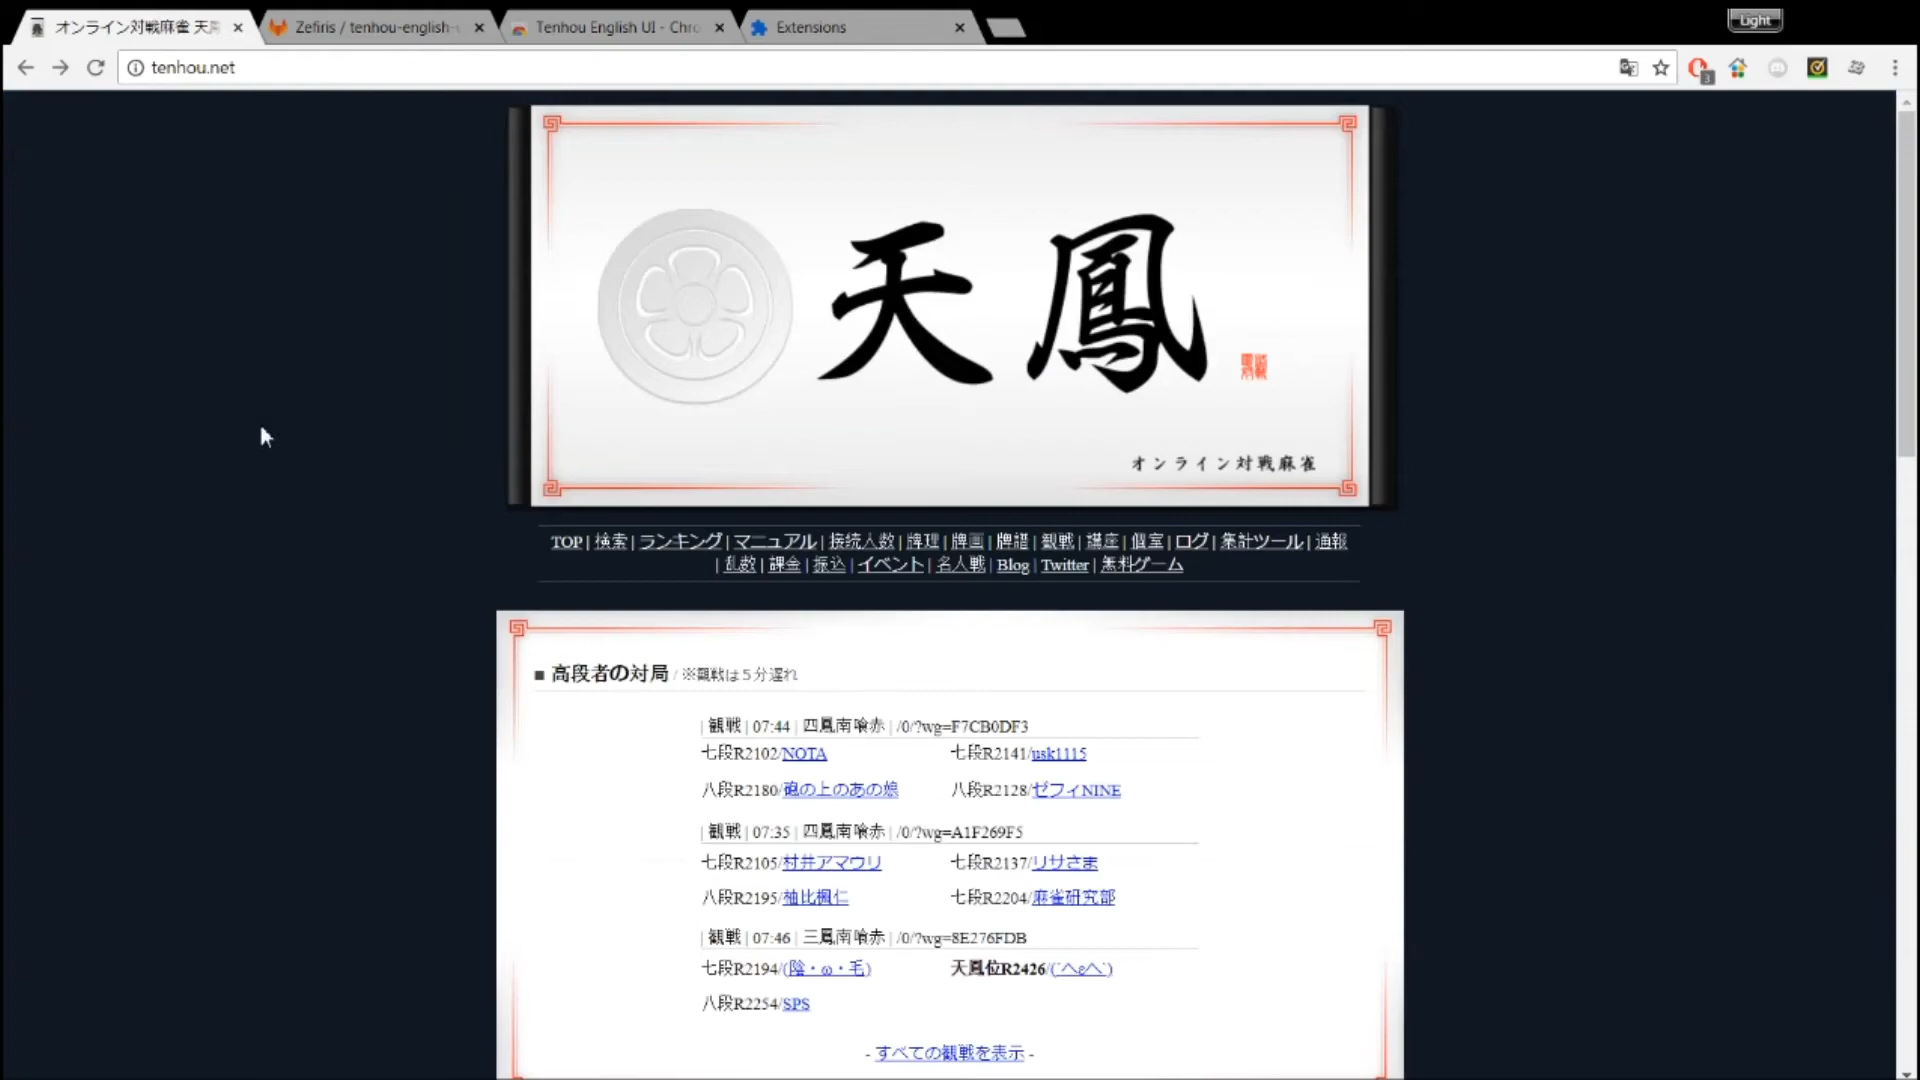 Light
オンライン対戦麻雀 天
Zefiris / tenhou-english-
Tenhou English UI - Chro
Extensions
tenhou.net
3
天鳳
オンライン対戦麻雀
TOP | 検索 | ランキング | マニュアル | 接続人数 | 牌理 | 牌画 | 牌譜 | 観戦 | 講座 | 個室 | ログ | 集計ツール | 通報
| 乱数 | 課金 | 振込 | イベント | 名人戦 | Blog | Twitter | 無料ゲーム
■ 高段者の対局 / ※観戦は５分遅れ
| 観戦 | 07:44 | 四鳳南喰赤 | /0/?wg=F7CB0DF3
七段R2102/NOTA 七段R2141/usk1115
八段R2180/砲の上のあの娘 八段R2128/ゼフィNINE
| 観戦 | 07:35 | 四鳳南喰赤 | /0/?wg=A1F269F5
七段R2105/村井アマウリ 七段R2137/リサさま
八段R2195/柚比楓仁 七段R2204/麻雀研究部
| 観戦 | 07:46 | 三鳳南喰赤 | /0/?wg=8E276FDB
七段R2194/(陰・ω・毛) 天鳳位R2426/
八段R2254/SPS
- すべての観戦を表示 -